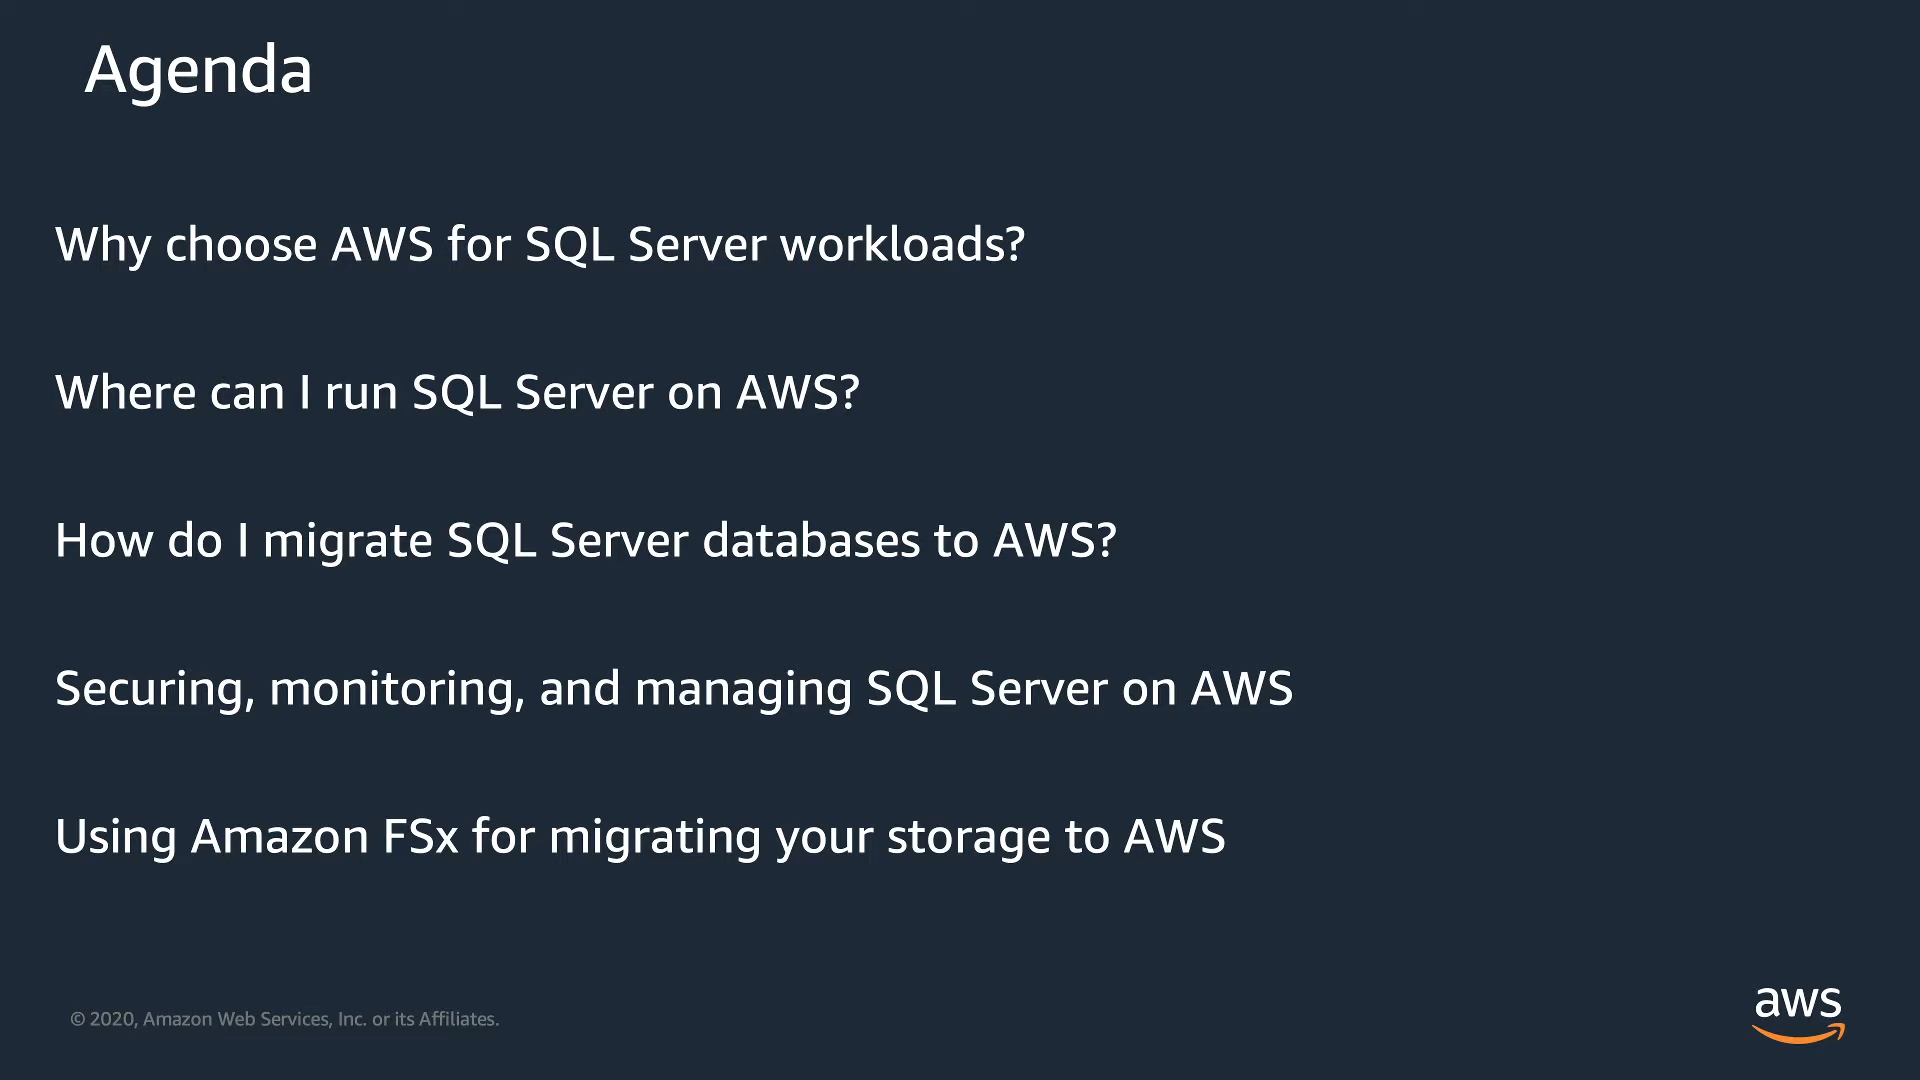 Agenda
Why choose AWS for SQL Server workloads?
Where can I run SQL Server on AWS?
How do I migrate SQL Server databases to AWS?
Securing, monitoring, and managing SQL Server on AWS
Using Amazon FSx for migrating your storage to AWS
© 2020, Amazon Web Services, Inc. or its Affiliates.
aws